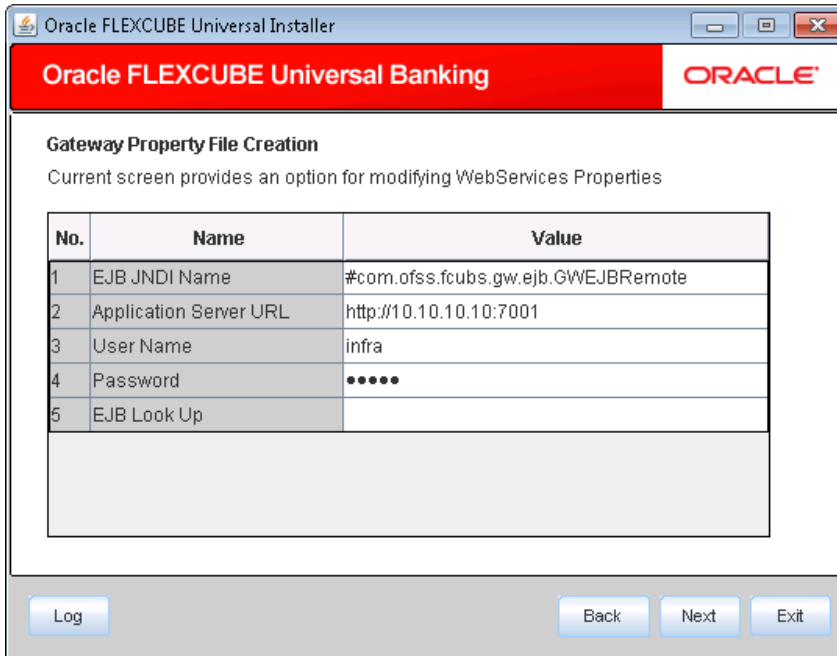 Oracle FLEXCUBE Universal Installer
Oracle FLEXCUBE Universal Banking
ORACLE®
Gateway Property File Creation
Current screen provides an option for modifying WebServices Properties
No. Name Value
1 EJB JNDI Name #com.ofss.fcubs.gw.ejb.GWEJBRemote
2 Application Server URL http://10.10.10.10:7001
3 User Name infra
4 Password •••••
5 EJB Look Up
Log Back Next Exit